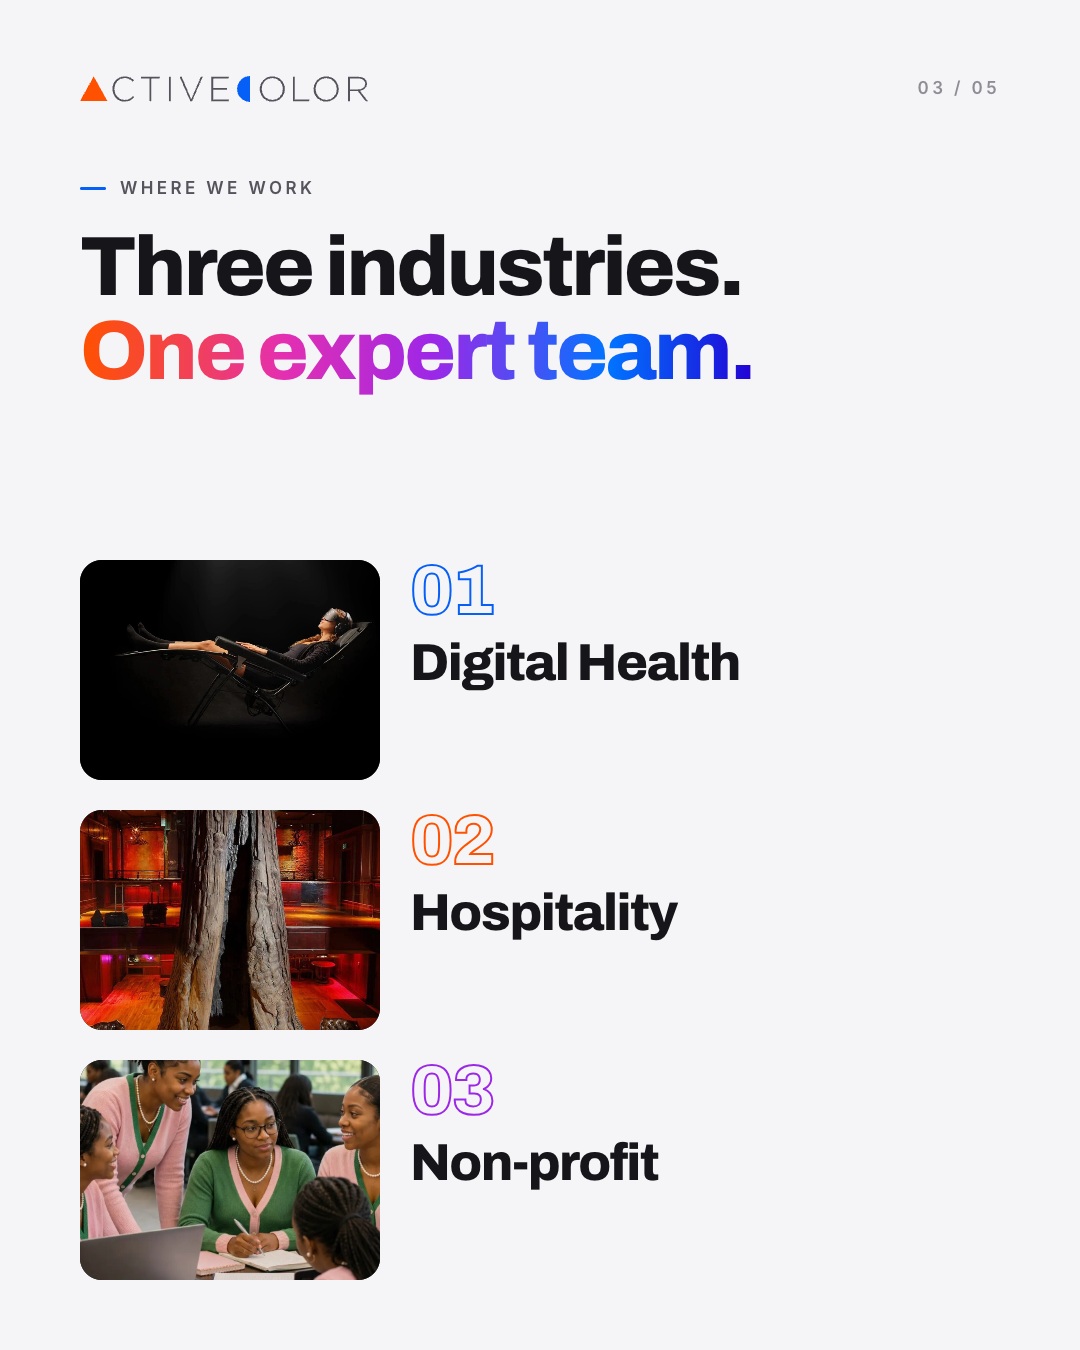 ACTIVECOLOR
03 / 05
WHERE WE WORK
Three industries.
One expert team.
01
Digital Health
02
Hospitality
03
Non-profit